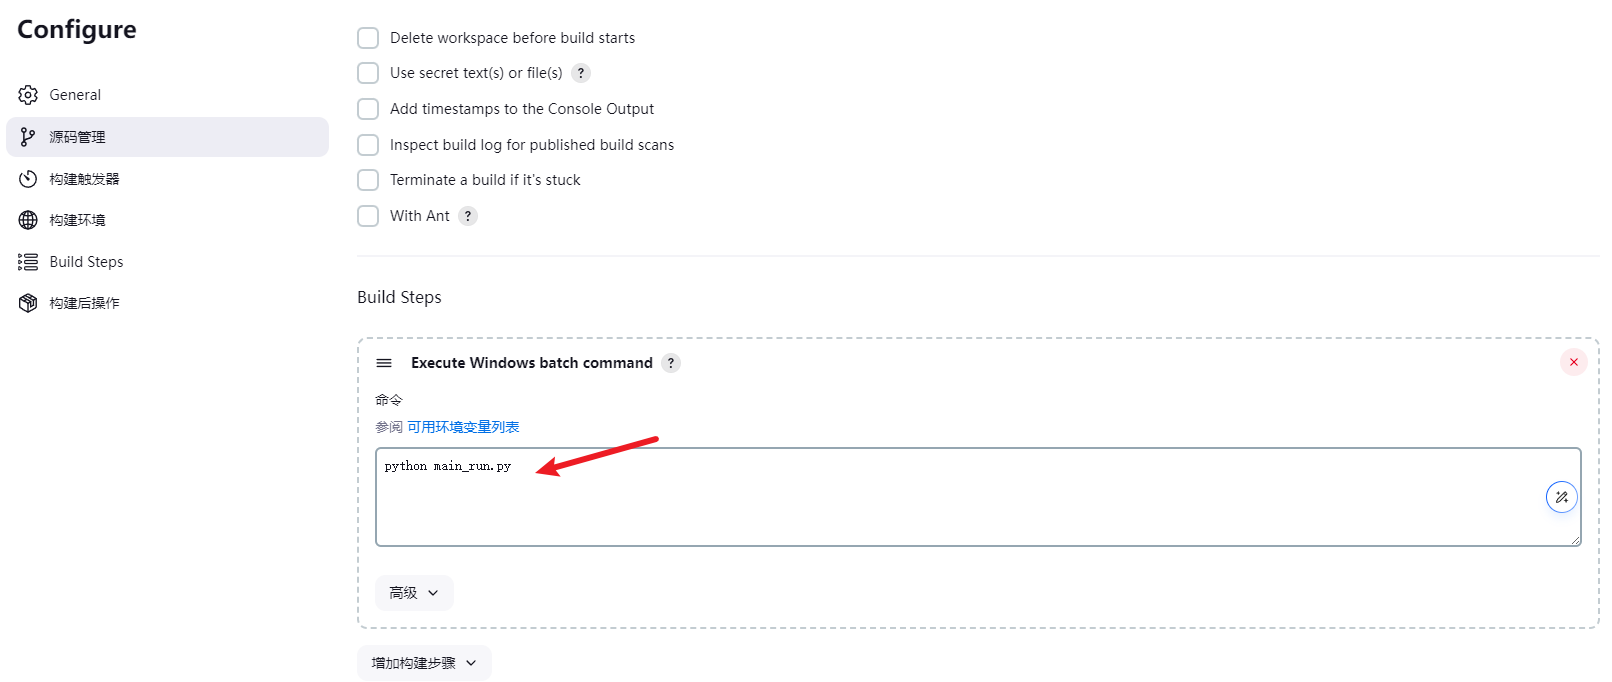 Configure
General
源码管理
构建触发器
构建环境
Build Steps
构建后操作
Delete workspace before build starts
Use secret text(s) or file(s) ?
Add timestamps to the Console Output
Inspect build log for published build scans
Terminate a build if it's stuck
With Ant ?
Build Steps
Execute Windows batch command ?
命令
参阅 可用环境变量列表
python main_run.py
高级
增加构建步骤